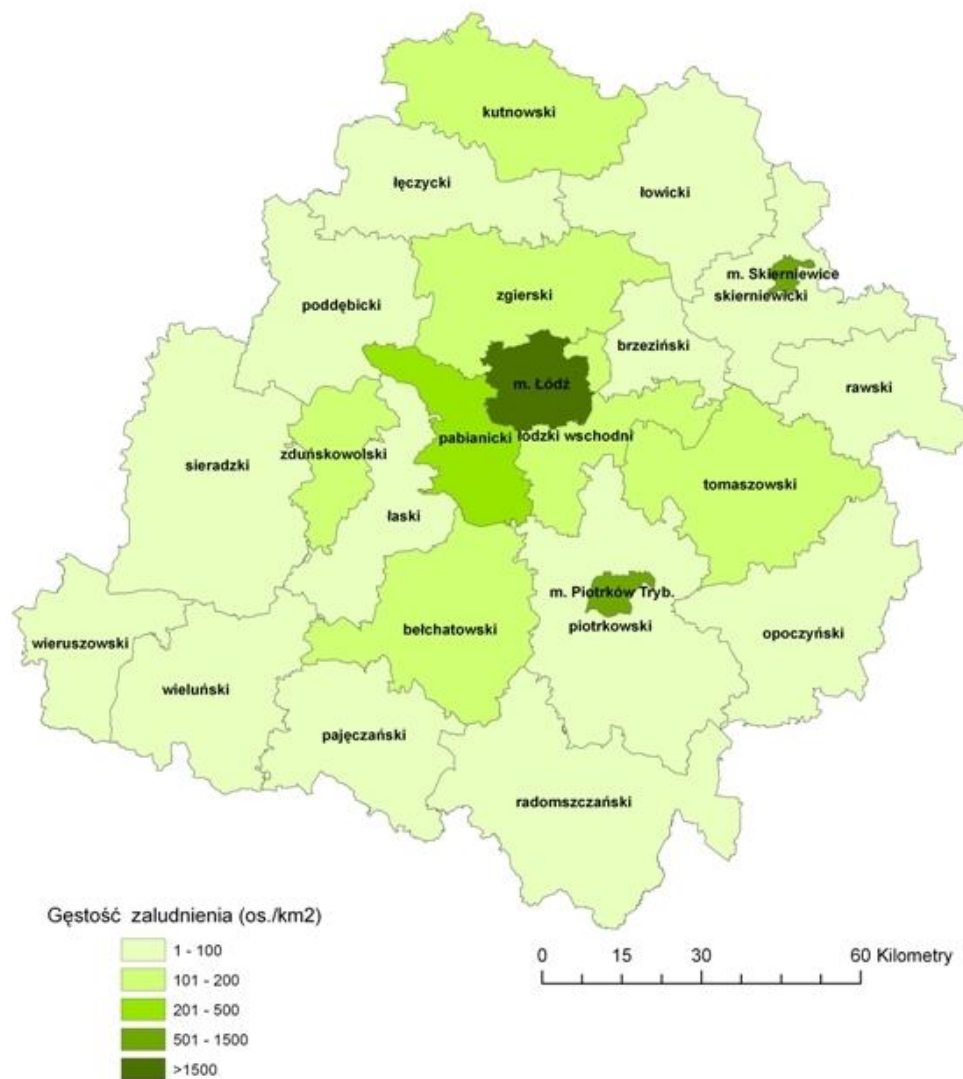 kutnowski
łęczycki
łowicki
m. Skierniewice
skierniewicki
zgierski
poddębicki
brzeziński
m. Łódź
rawski
pabianicki
łódzki wschodni
sieradzki
zduńskowolski
tomaszowski
łaski
m. Piotrków Tryb.
piotrkowski
bełchatowski
opoczyński
wieruszowski
wieluński
pajęczański
radomszczański
Gęstość zaludnienia (os./km2)
1 - 100
101 - 200
201 - 500
501 - 1500
>1500
0 15 30 60 Kilometry